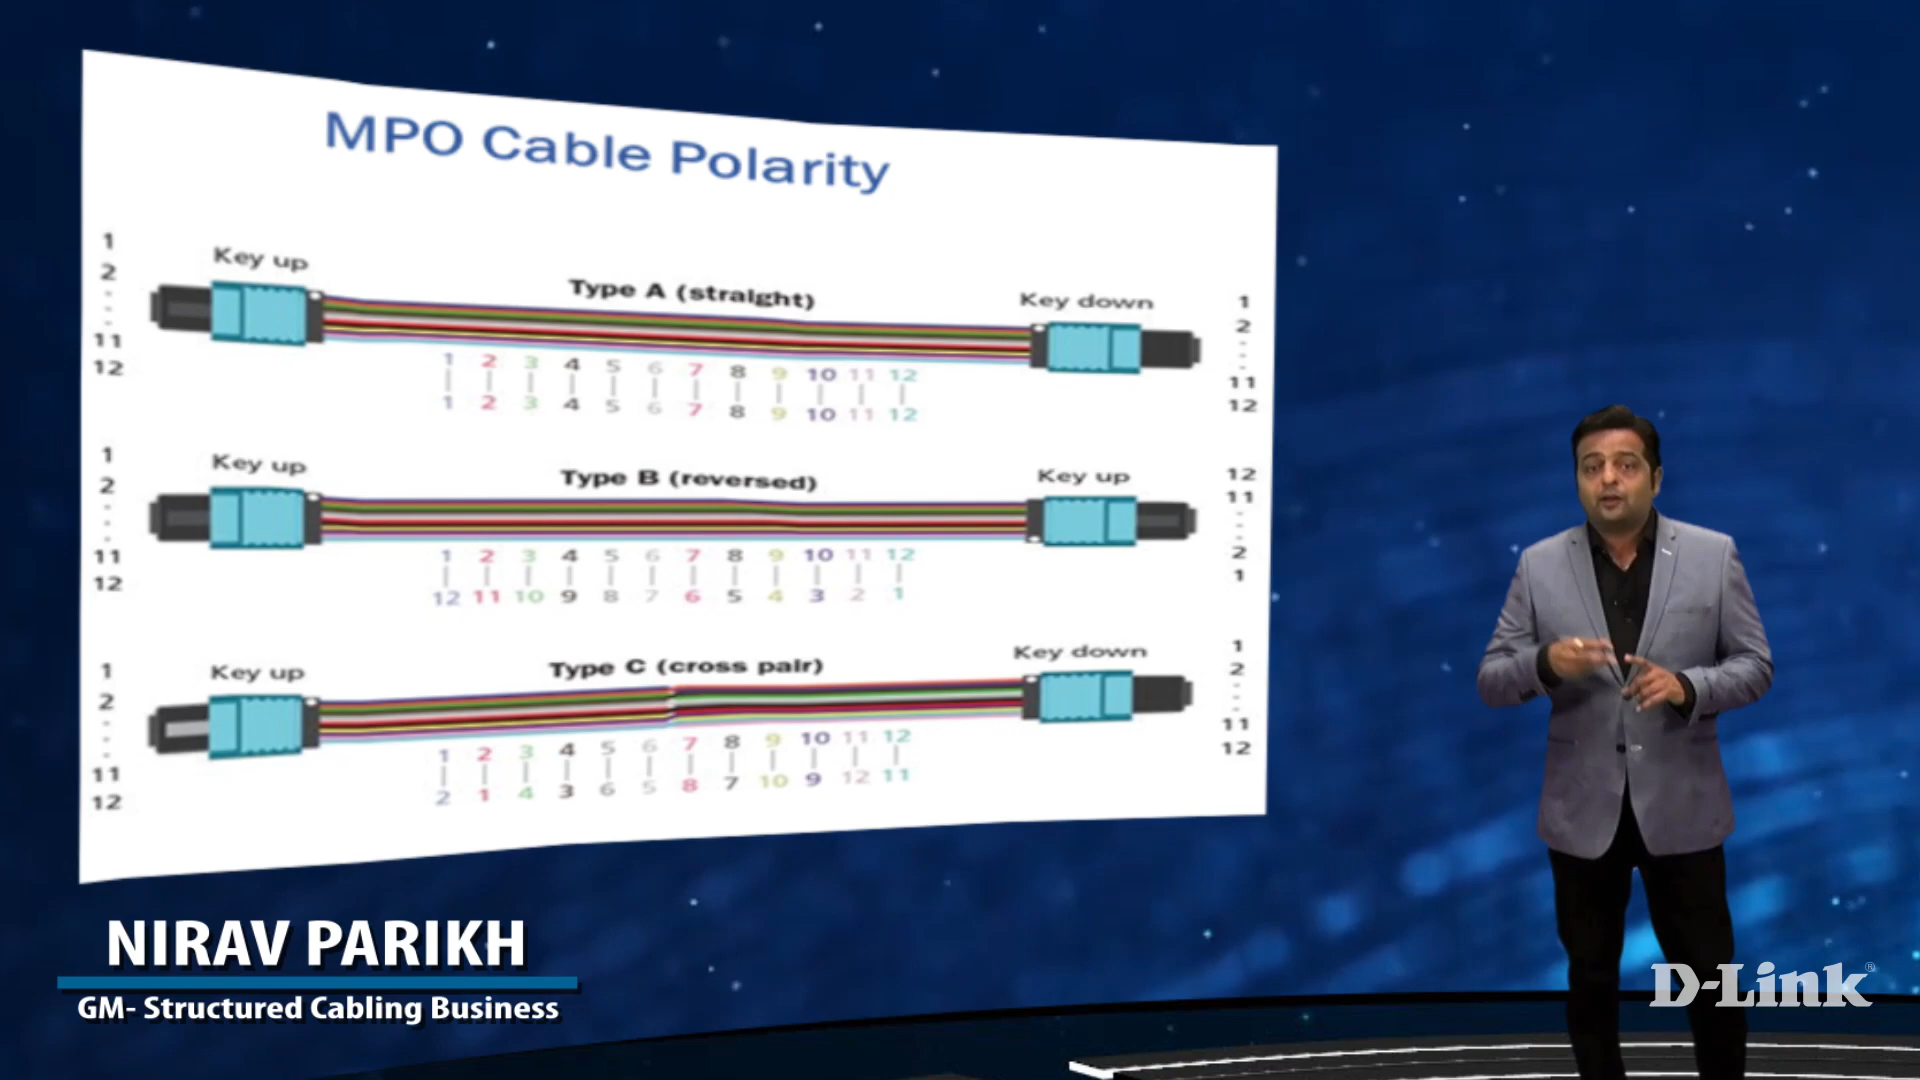 MPO Cable Polarity
Key up
Type A (straight)
Key down
1
2
11
12
1
2
11
12
1 2 3 4 5 6 7 8 9 10 11 12
1 2 3 4 5 6 7 8 9 10 11 12
Key up
Type B (reversed)
Key up
1
2
11
12
12
11
2
1
1 2 3 4 5 6 7 8 9 10 11 12
12 11 10 9 8 7 6 5 4 3 2 1
Key up
Type C (cross pair)
Key down
1
2
11
12
1
2
11
12
1 2 3 4 5 6 7 8 9 10 11 12
2 1 4 3 6 5 8 7 10 9 12 11
NIRAV PARIKH
GM- Structured Cabling Business
D-Link®